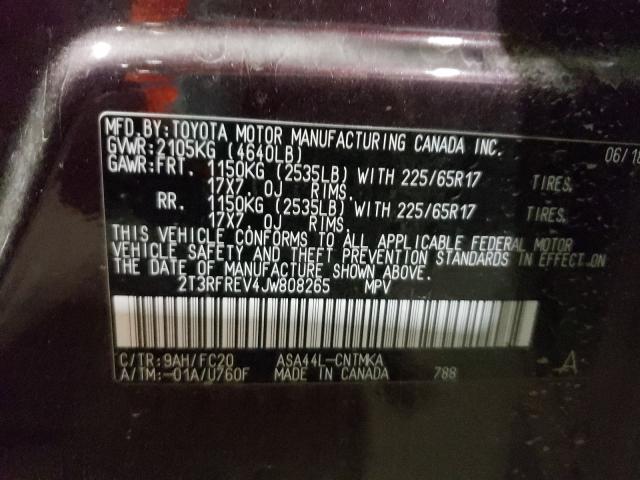 MFD.BY:TOYOTA MOTOR MANUFACTURING CANADA INC.
GVWR:2105KG (4640LB) 06/18
GAWR:FRT. 1150KG (2535LB) WITH 225/65R17 TIRES,
17X7. 0J RIMS.
RR. 1150KG (2535LB) WITH 225/65R17 TIRES,
17X7. 0J RIMS.
THIS VEHICLE CONFORMS TO ALL APPLICABLE FEDERAL MOTOR
VEHICLE SAFETY AND THEFT PREVENTION STANDARDS IN EFFECT ON
THE DATE OF MANUFACTURE SHOWN ABOVE.
2T3RFREV4JW808265 MPV
C/TR:9AH/FC20 ASA44L-CNTMKA A
A/TM:-01A/U760F MADE IN CANADA 788